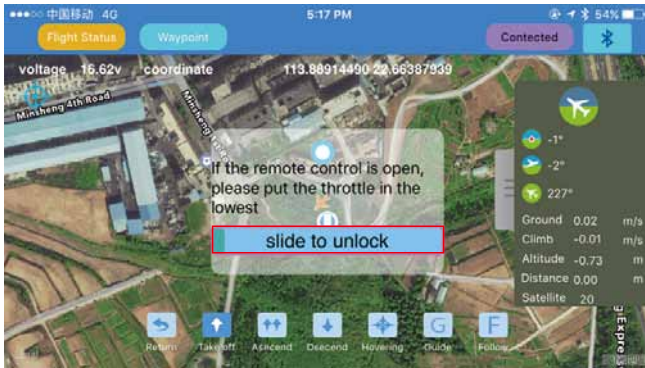 中国移动 4G 5:17 PM 54%
Flight Status Waypoint Contected
voltage 16.62v coordinate 113.88914490 22.66387939
Minsheng 4th Road
If the remote control is open,
please put the throttle in the
lowest
slide to unlock
-1°
-2°
227°
Ground 0.02 m/s
Climb -0.01 m/s
Altitude -0.73 m
Distance 0.00 m
Satellite 20
Return Takeoff Ascend Dsecend Hovering Guide Follow
G F